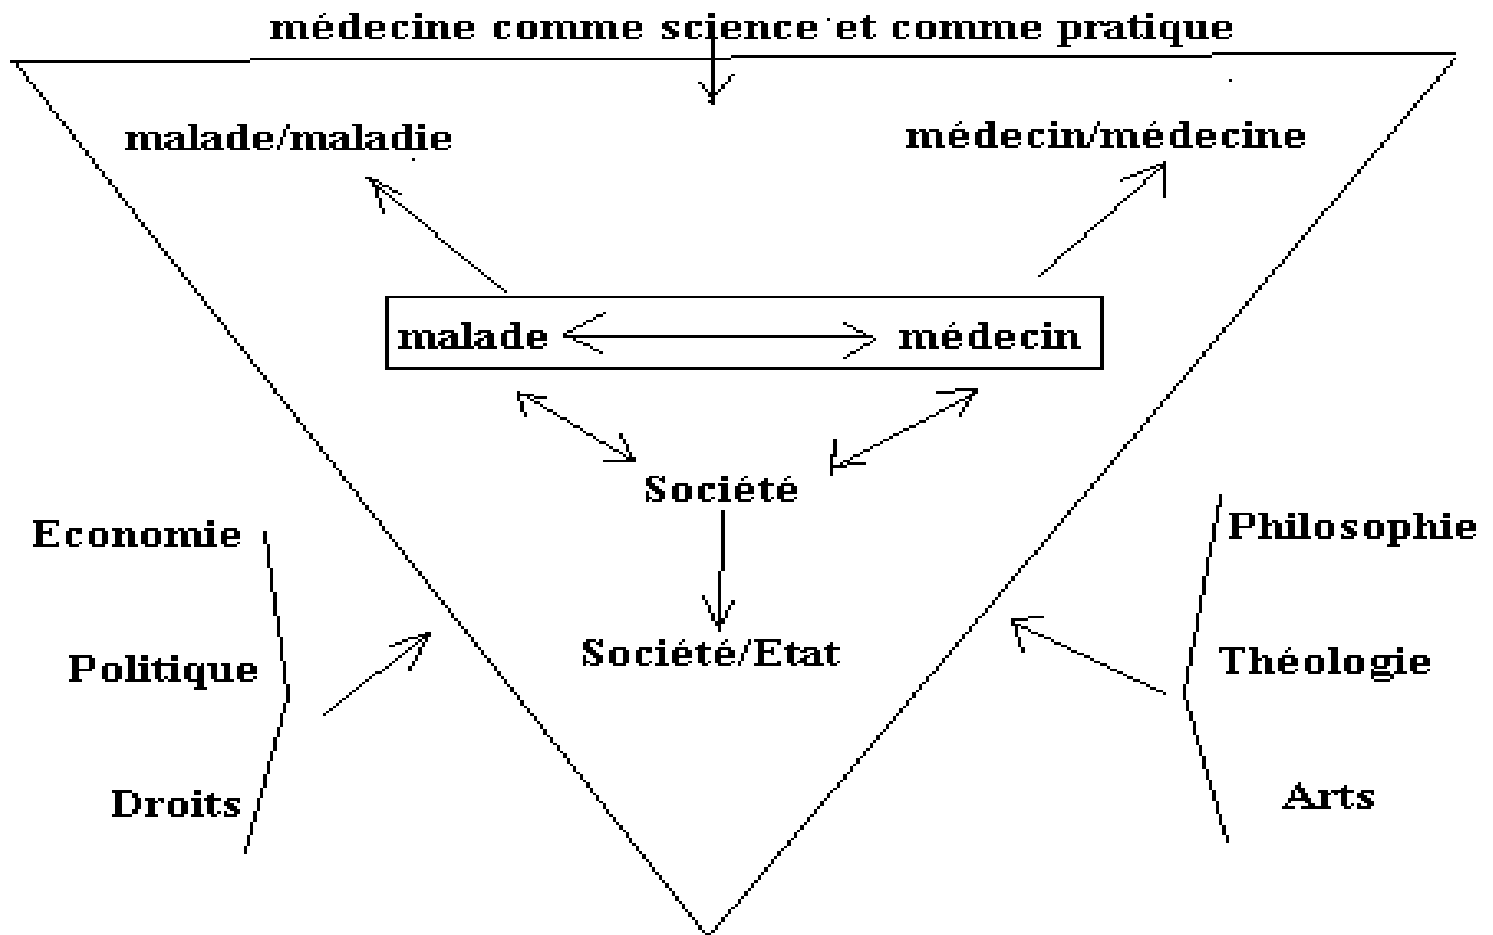 médecine comme science et comme pratique
malade/maladie
médecin/médecine
malade
médecin
Société
Economie
Philosophie
Société/Etat
Politique
Théologie
Droits
Arts